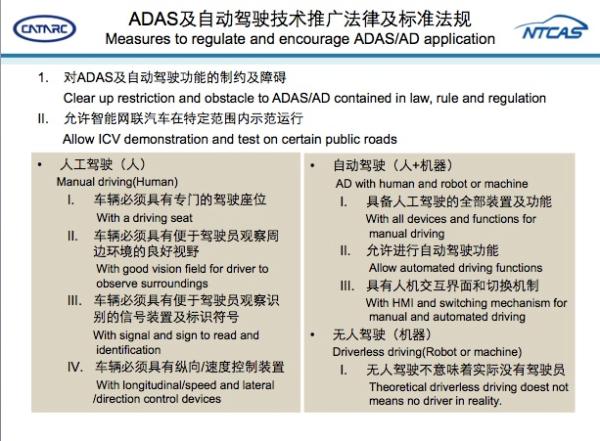 CATARC
ADAS及自动驾驶技术推广法律及标准法规
Measures to regulate and encourage ADAS/AD application
NTCAS
1. 对ADAS及自动驾驶功能的制约及障碍
Clear up restriction and obstacle to ADAS/AD contained in law, rule and regulation
II. 允许智能网联汽车在特定范围内示范运行
Allow ICV demonstration and test on certain public roads
• 人工驾驶（人）
Manual driving(Human)
I. 车辆必须具有专门的驾驶座位
With a driving seat
II. 车辆必须具有便于驾驶员观察周
边环境的良好视野
With good vision field for driver to
observe surroundings
III. 车辆必须具有便于驾驶员观察识
别的信号装置及标识符号
With signal and sign to read and
identification
IV. 车辆必须具有纵向/速度控制装置
With longitudinal/speed and lateral
/direction control devices
• 自动驾驶（人+机器）
AD with human and robot or machine
I. 具备人工驾驶的全部装置及功能
With all devices and functions for
manual driving
II. 允许进行自动驾驶功能
Allow automated driving functions
III. 具有人机交互界面和切换机制
With HMI and switching mechanism for
manual and automated driving
• 无人驾驶（机器）
Driverless driving(Robot or machine)
I. 无人驾驶不意味着实际没有驾驶员
Theoretical driverless driving doest not
means no driver in reality.